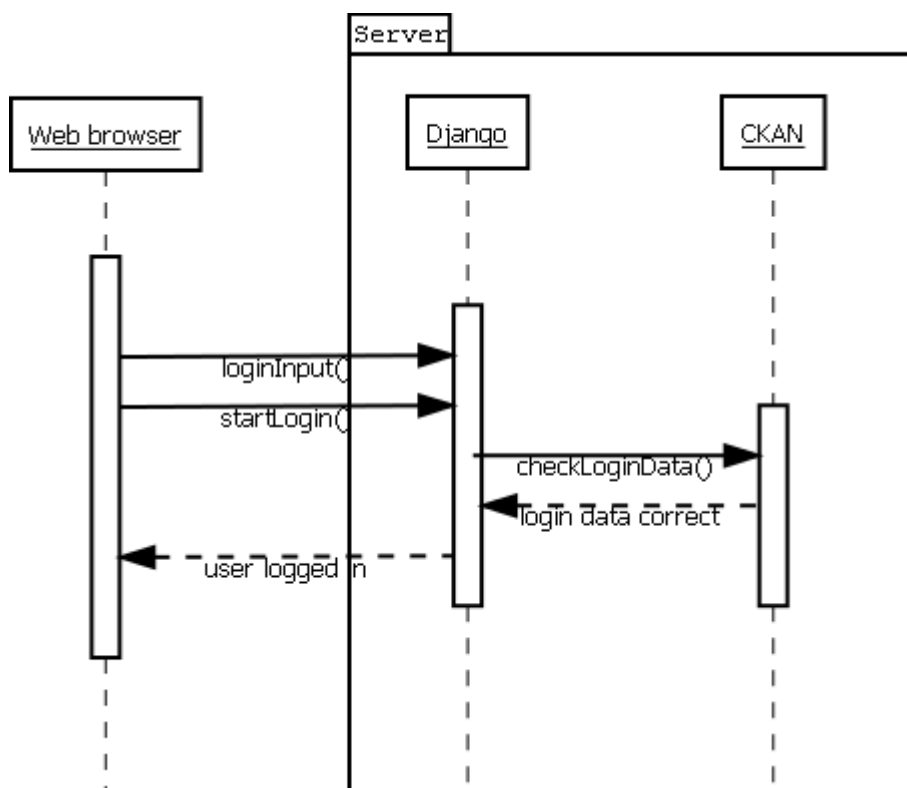 Server
Web browser
Django
CKAN
loginInput()
startLogin()
checkLoginData()
login data correct
user logged in